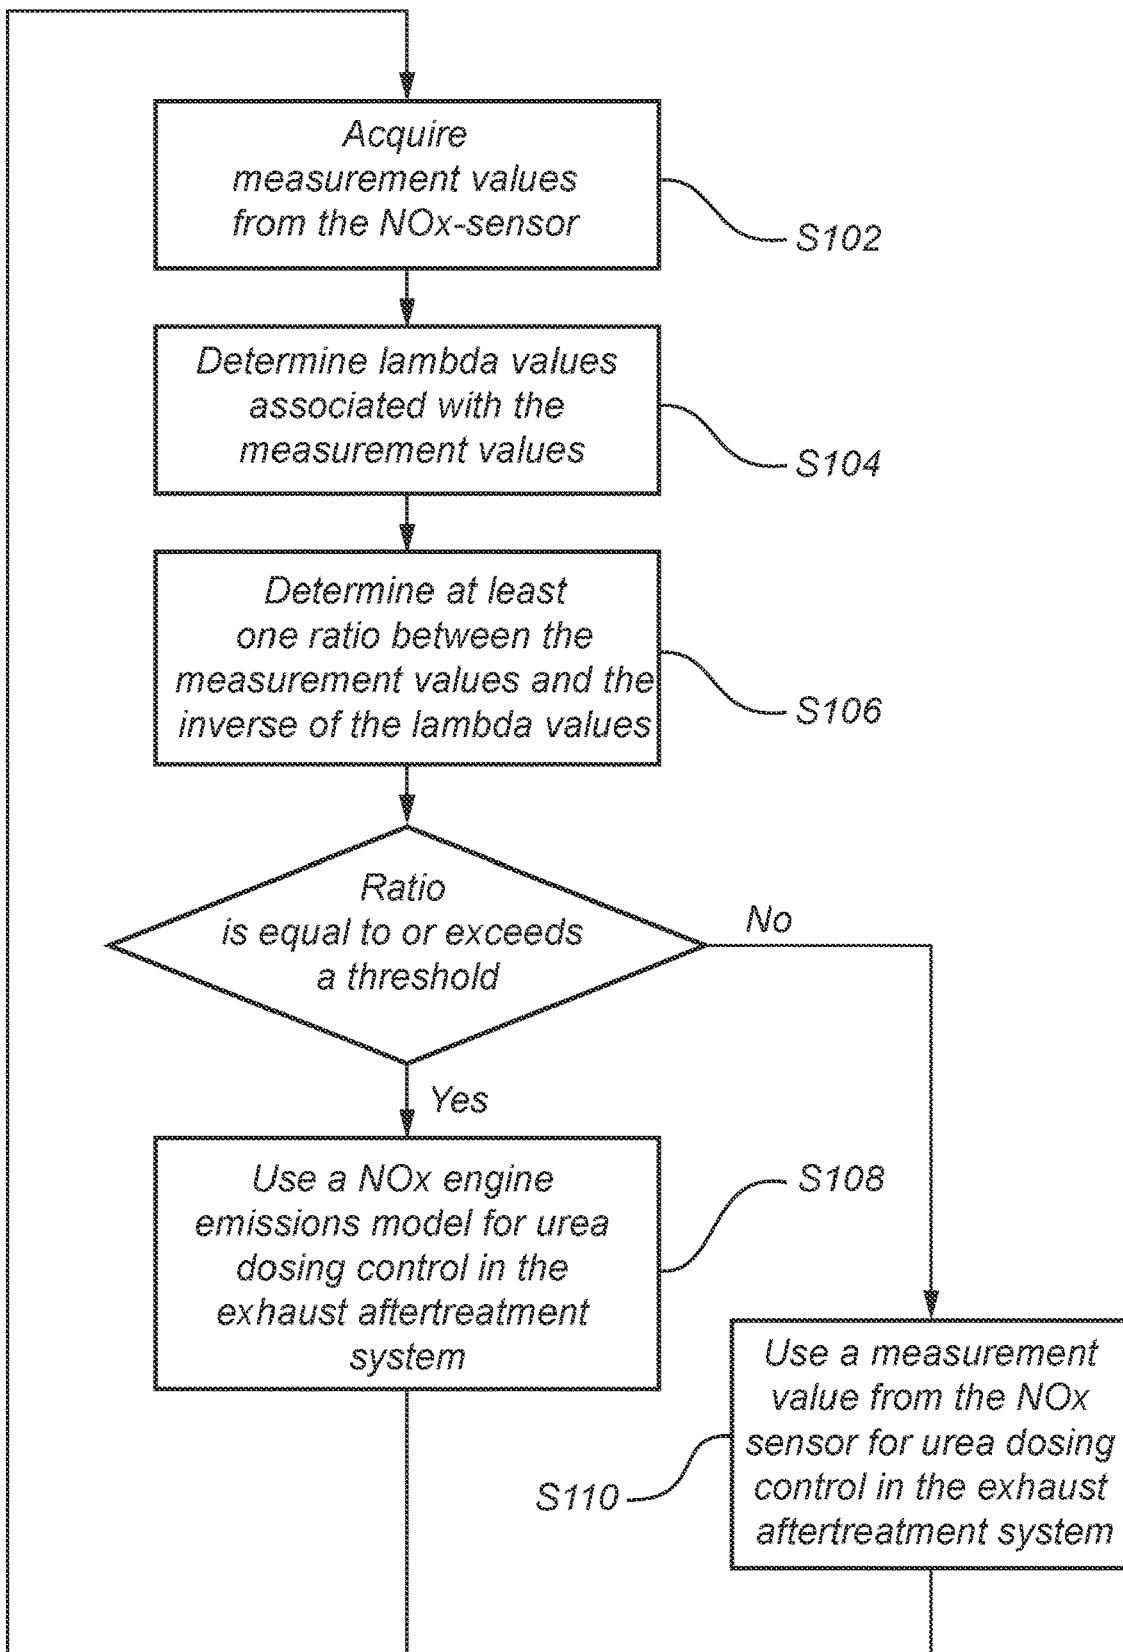 Acquire
measurement values
from the NOx-sensor
S102
Determine lambda values
associated with the
measurement values
S104
Determine at least
one ratio between the
measurement values and the
inverse of the lambda values
S106
Ratio
is equal to or exceeds
a threshold
No
Yes
Use a NOx engine
emissions model for urea
dosing control in the
exhaust aftertreatment
system
S108
Use a measurement
value from the NOx
sensor for urea dosing
control in the exhaust
aftertreatment system
S110